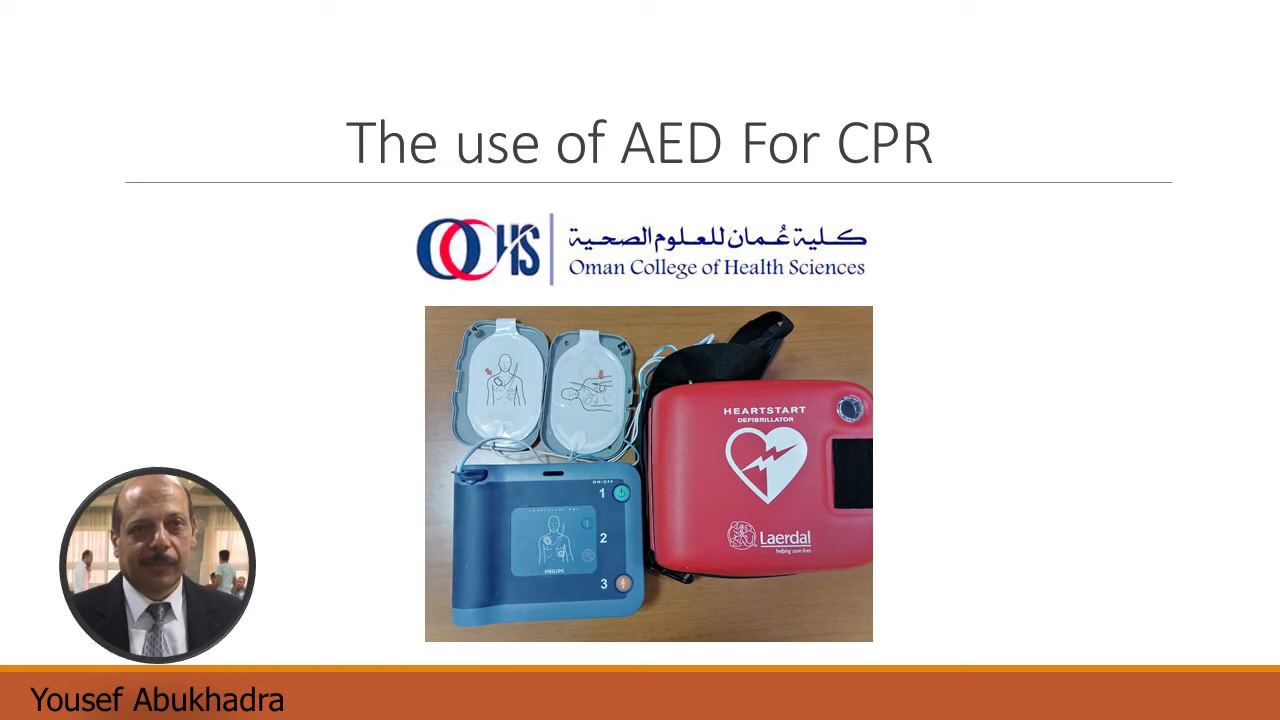 The use of AED For CPR
OCHS
كلية عُمان للعلوم الصحية
Oman College of Health Sciences
HEARTSTART
DEFIBRILLATOR
Laerdal
helping save lives
ON/OFF
1
2
PHILIPS
3
Yousef Abukhadra